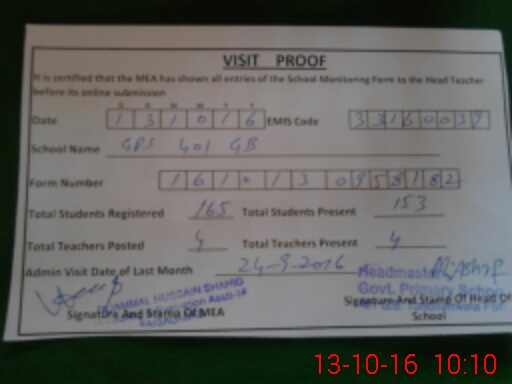 VISIT PROOF
It is certified that the MEA has shown all entries of the School Monitoring Form to the Head Teacher
before its online submission
D D M M Y Y
Date 1 3 1 0 1 6 EMIS Code 3 3 1 6 0 0 3 7
School Name GPS 401 GB
Form Number 1 6 1 0 1 3 0 9 5 8 1 8 2
Total Students Registered 165 Total Students Present 153
Total Teachers Posted 4 Total Teachers Present 4
Admin Visit Date of Last Month 24-9-2016
Headmaster
HUSSAIN SHAHID
Govt. Primary School
Signature And Stamp Of MEA Signature And Stamp Of Head Of
School
13-10-16 10:10